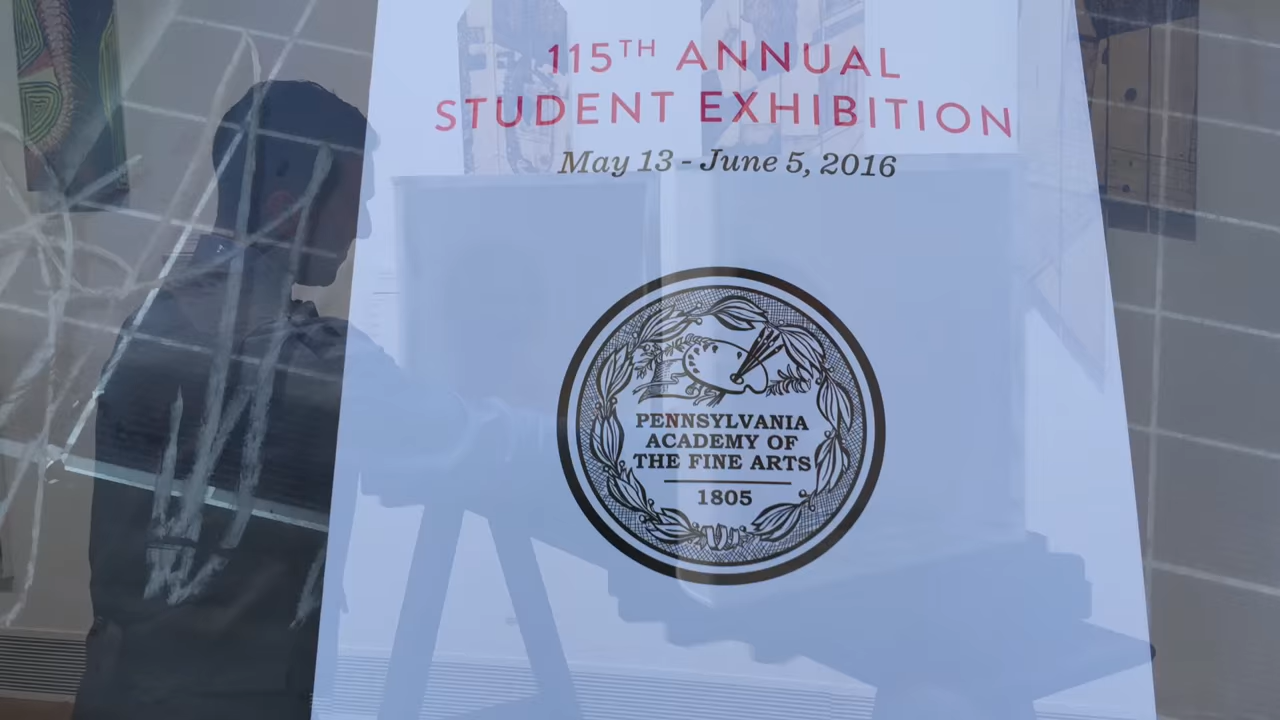 115TH ANNUAL
STUDENT EXHIBITION
May 13 - June 5, 2016
PENNSYLVANIA
ACADEMY OF
THE FINE ARTS
1805